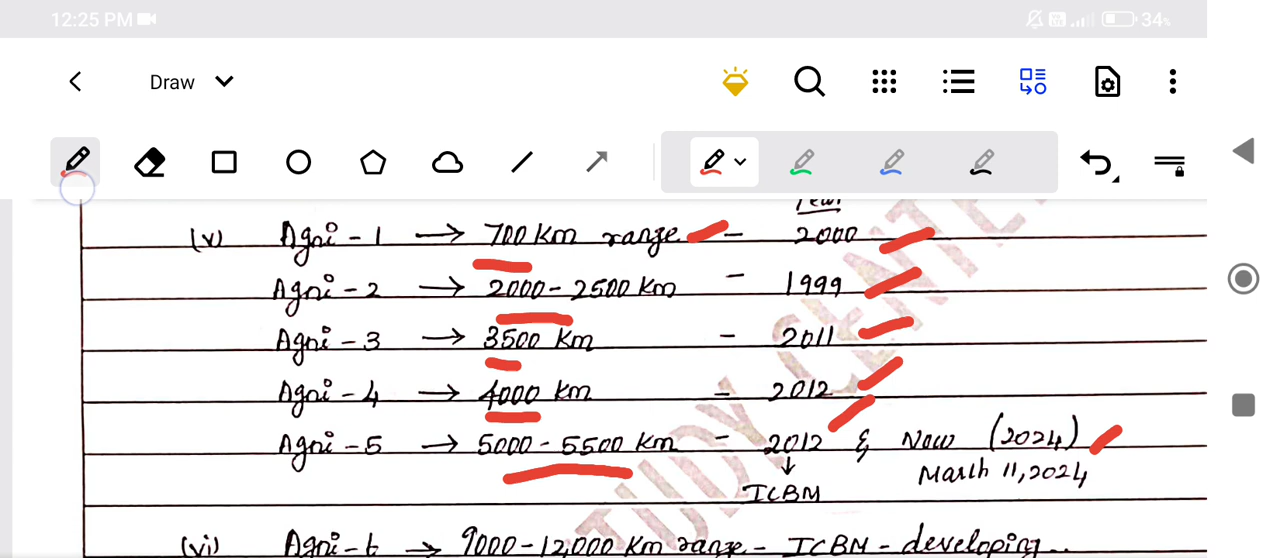 12:25 PM 34%
Draw
Year
(v) Agni - 1 → 700 Km range - 2000
Agni - 2 → 2000 - 2500 Km - 1999
Agni - 3 → 3500 Km - 2011
Agni - 4 → 4000 Km - 2012
Agni - 5 → 5000 - 5500 Km - 2012 & Now (2024)
↓ March 11, 2024
ICBM
(vi) Agni - 6 → 9000 - 12,000 Km range - ICBM - developing..
STUDY CENTE